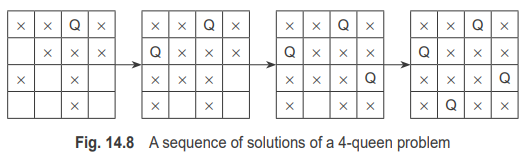 × × Q × × × Q × × × Q × × × Q ×
× × × Q × × × Q × × × Q × × ×
× × × × × × × × Q × × × Q
× × × × × × × Q × ×
Fig. 14.8 A sequence of solutions of a 4-queen problem